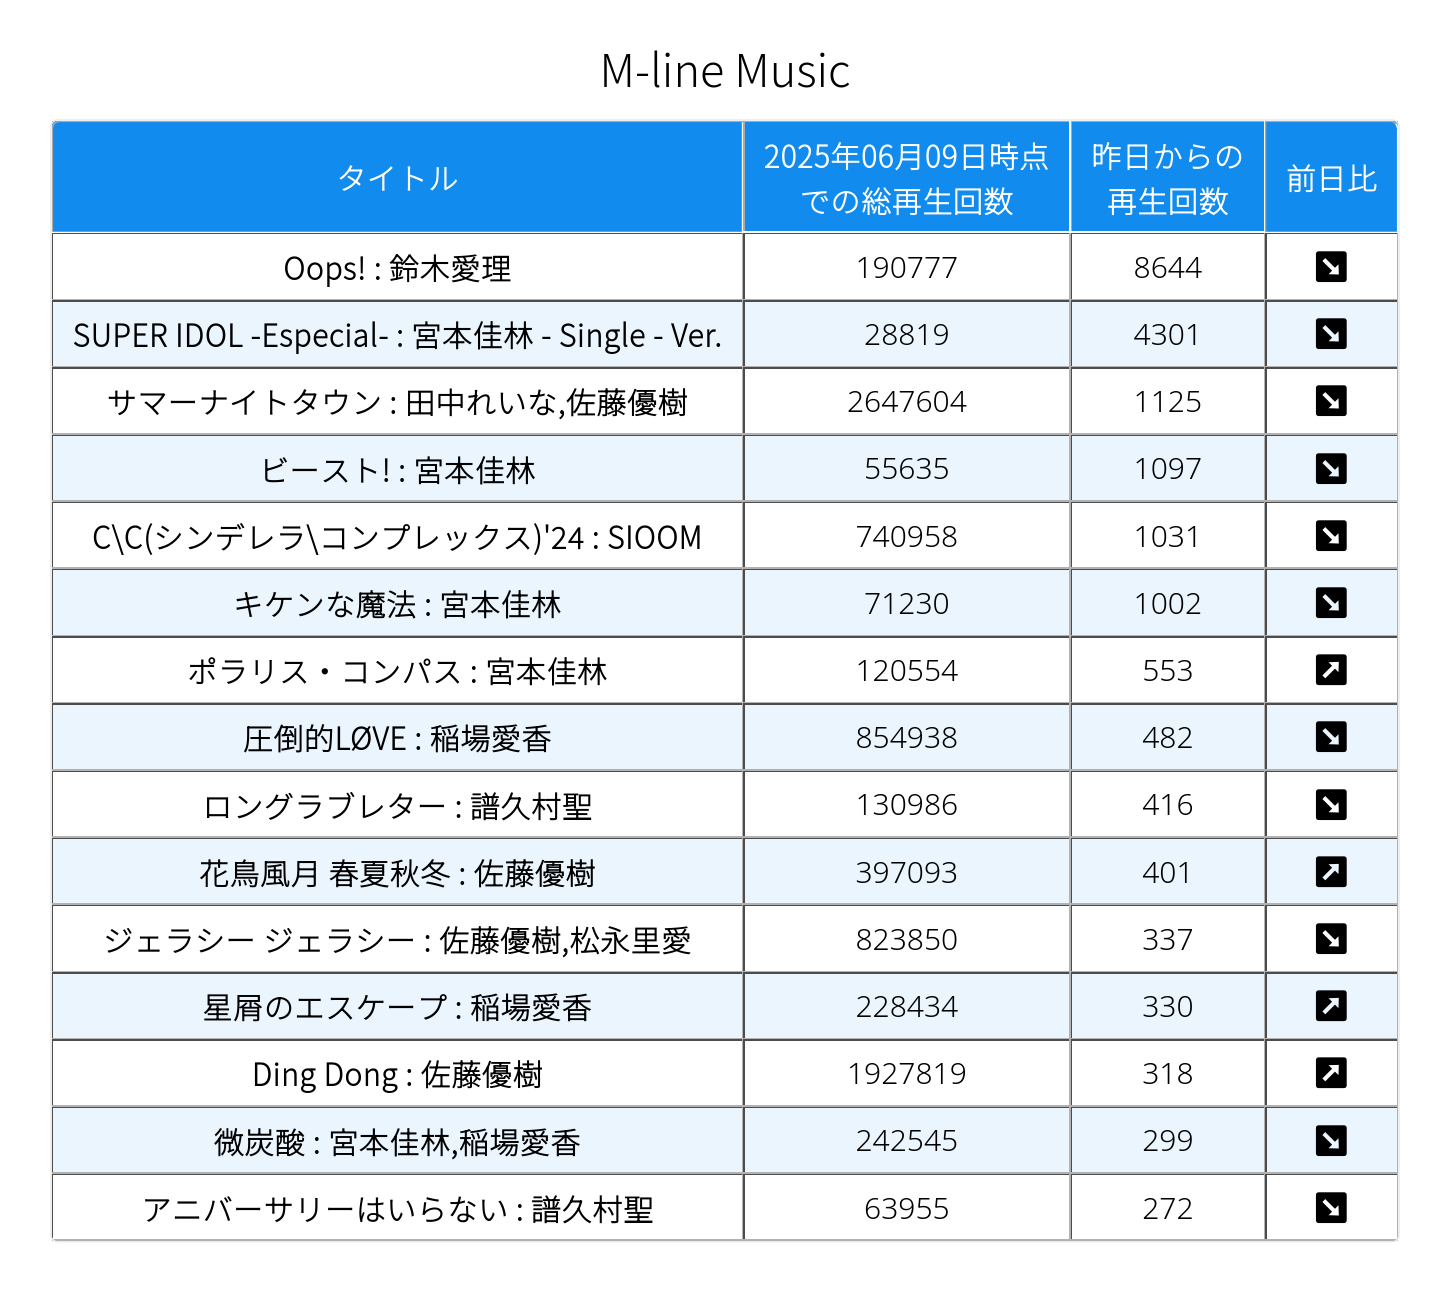 M-line Music
タイトル
2025年06月09日時点
での総再生回数
昨日からの
再生回数
前日比
Oops! : 鈴木愛理 190777 8644 ↘
SUPER IDOL -Especial- : 宮本佳林 - Single - Ver. 28819 4301 ↘
サマーナイトタウン : 田中れいな,佐藤優樹 2647604 1125 ↘
ビースト! : 宮本佳林 55635 1097 ↘
C\C(シンデレラ\コンプレックス)'24 : SIOOM 740958 1031 ↘
キケンな魔法 : 宮本佳林 71230 1002 ↘
ポラリス・コンパス : 宮本佳林 120554 553 ↗
圧倒的LØVE : 稲場愛香 854938 482 ↘
ロングラブレター : 譜久村聖 130986 416 ↘
花鳥風月 春夏秋冬 : 佐藤優樹 397093 401 ↗
ジェラシー ジェラシー : 佐藤優樹,松永里愛 823850 337 ↘
星屑のエスケープ : 稲場愛香 228434 330 ↗
Ding Dong : 佐藤優樹 1927819 318 ↗
微炭酸 : 宮本佳林,稲場愛香 242545 299 ↘
アニバーサリーはいらない : 譜久村聖 63955 272 ↘